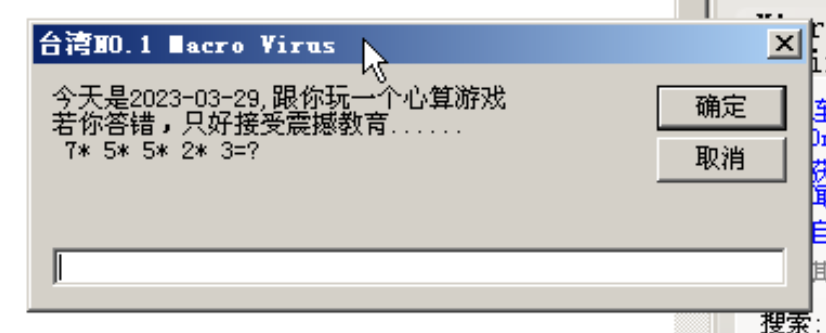 台湾NO.1 Macro Virus
今天是2023-03-29,跟你玩一个心算游戏
若你答错，只好接受震撼教育......
7* 5* 5* 2* 3=?
确定
取消
搜索: